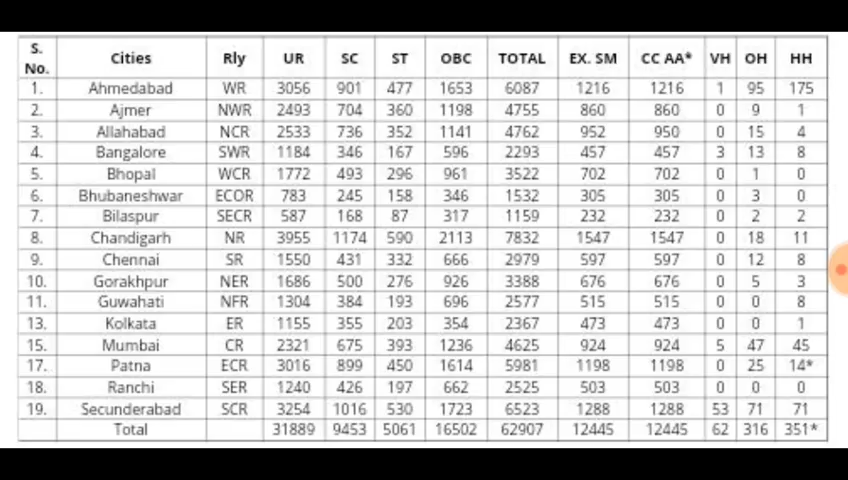 S. No. Cities Rly UR SC ST OBC TOTAL EX. SM CC AA* VH OH HH
1. Ahmedabad WR 3056 901 477 1653 6087 1216 1216 1 95 175
2. Ajmer NWR 2493 704 360 1198 4755 860 860 0 9 1
3. Allahabad NCR 2533 736 352 1141 4762 952 950 0 15 4
4. Bangalore SWR 1184 346 167 596 2293 457 457 3 13 8
5. Bhopal WCR 1772 493 296 961 3522 702 702 0 1 0
6. Bhubaneshwar ECOR 783 245 158 346 1532 305 305 0 3 0
7. Bilaspur SECR 587 168 87 317 1159 232 232 0 2 2
8. Chandigarh NR 3955 1174 590 2113 7832 1547 1547 0 18 11
9. Chennai SR 1550 431 332 666 2979 597 597 0 12 8
10. Gorakhpur NER 1686 500 276 926 3388 676 676 0 5 3
11. Guwahati NFR 1304 384 193 696 2577 515 515 0 0 8
13. Kolkata ER 1155 355 203 354 2367 473 473 0 0 1
15. Mumbai CR 2321 675 393 1236 4625 924 924 5 47 45
17. Patna ECR 3016 899 450 1614 5981 1198 1198 0 25 14*
18. Ranchi SER 1240 426 197 662 2525 503 503 0 0 0
19. Secunderabad SCR 3254 1016 530 1723 6523 1288 1288 53 71 71
Total 31889 9453 5061 16502 62907 12445 12445 62 316 351*